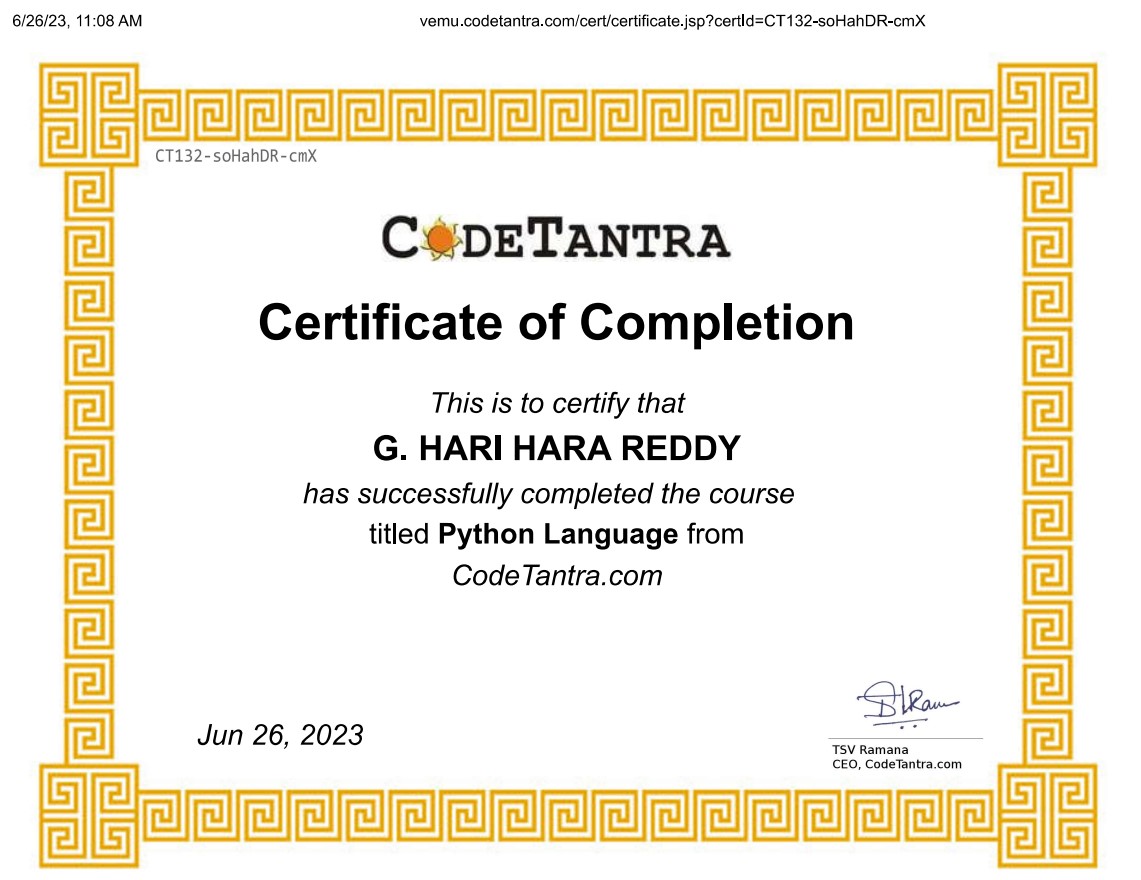 6/26/23, 11:08 AM vemu.codetantra.com/cert/certificate.jsp?certId=CT132-soHahDR-cmX
CT132-soHahDR-cmX
CODETANTRA
Certificate of Completion
This is to certify that
G. HARI HARA REDDY
has successfully completed the course
titled Python Language from
CodeTantra.com
Jun 26, 2023
TSV Ramana
CEO, CodeTantra.com